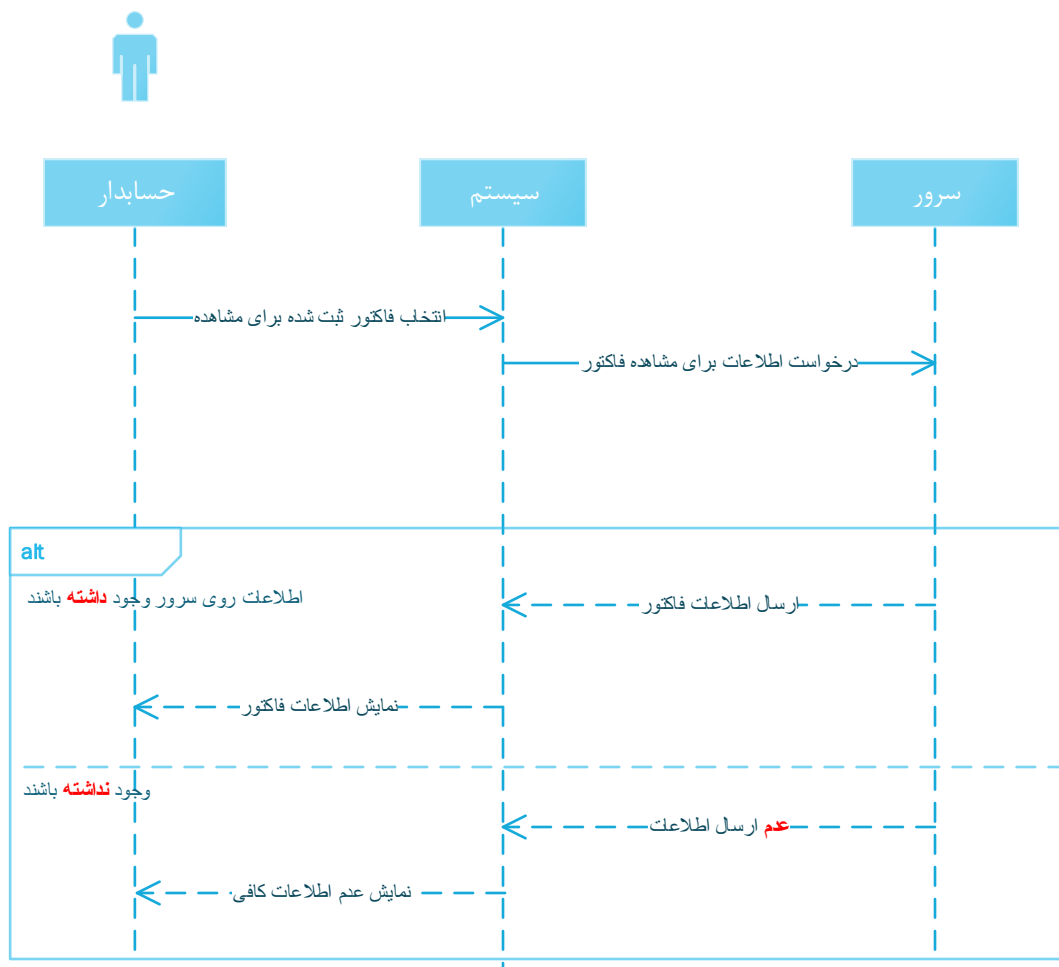 حسابدار
سیستم
سرور
انتخاب فاکتور ثبت شده برای مشاهده
درخواست اطلاعات برای مشاهده فاکتور
alt
اطلاعات روی سرور وجود داشته باشند
ارسال اطلاعات فاکتور
نمایش اطلاعات فاکتور
وجود نداشته باشند
عدم ارسال اطلاعات
نمایش عدم اطلاعات کافی